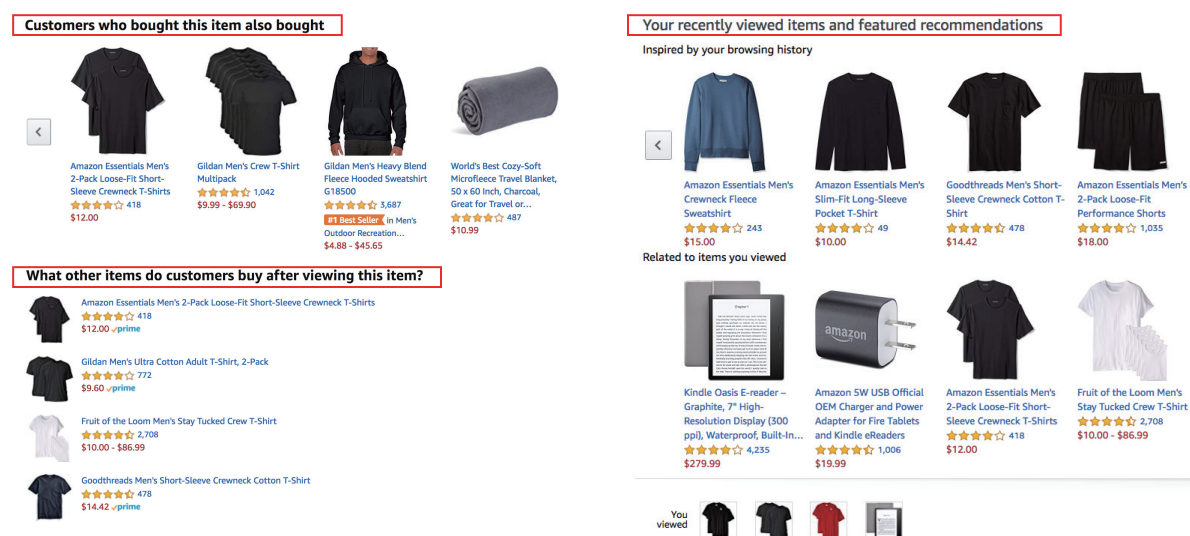 Customers who bought this item also bought
Amazon Essentials Men's
2-Pack Loose-Fit Short-
Sleeve Crewneck T-Shirts
418
$12.00
Gildan Men's Crew T-Shirt
Multipack
1,042
$9.99 - $69.90
Gildan Men's Heavy Blend
Fleece Hooded Sweatshirt
G18500
3,687
#1 Best Seller in Men's
Outdoor Recreation...
$4.88 - $45.65
World's Best Cozy-Soft
Microfleece Travel Blanket,
50 x 60 Inch, Charcoal,
Great for Travel or...
487
$10.99
What other items do customers buy after viewing this item?
Amazon Essentials Men's 2-Pack Loose-Fit Short-Sleeve Crewneck T-Shirts
418
$12.00 prime
Gildan Men's Ultra Cotton Adult T-Shirt, 2-Pack
772
$9.60 prime
Fruit of the Loom Men's Stay Tucked Crew T-Shirt
2,708
$10.00 - $86.99
Goodthreads Men's Short-Sleeve Crewneck Cotton T-Shirt
478
$14.42 prime
Your recently viewed items and featured recommendations
Inspired by your browsing history
Amazon Essentials Men's
Crewneck Fleece
Sweatshirt
243
$15.00
Amazon Essentials Men's
Slim-Fit Long-Sleeve
Pocket T-Shirt
49
$10.00
Goodthreads Men's Short-
Sleeve Crewneck Cotton T-
Shirt
478
$14.42
Amazon Essentials Men's
2-Pack Loose-Fit
Performance Shorts
1,035
$18.00
Related to items you viewed
amazon
Kindle Oasis E-reader –
Graphite, 7" High-
Resolution Display (300
ppi), Waterproof, Built-In...
4,235
$279.99
Amazon 5W USB Official
OEM Charger and Power
Adapter for Fire Tablets
and Kindle eReaders
1,006
$19.99
Amazon Essentials Men's
2-Pack Loose-Fit Short-
Sleeve Crewneck T-Shirts
418
$12.00
Fruit of the Loom Men's
Stay Tucked Crew T-Shirt
2,708
$10.00 - $86.99
You
viewed